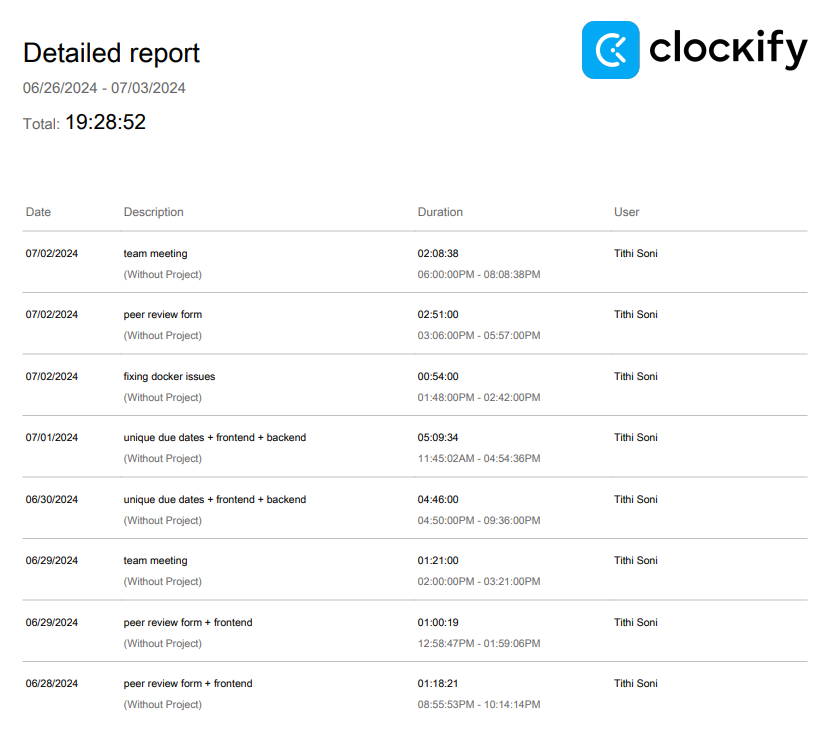 clockify
Detailed report
06/26/2024 - 07/03/2024
Total: 19:28:52
Date Description Duration User
07/02/2024 team meeting 02:08:38 Tithi Soni
(Without Project) 06:00:00PM - 08:08:38PM
07/02/2024 peer review form 02:51:00 Tithi Soni
(Without Project) 03:06:00PM - 05:57:00PM
07/02/2024 fixing docker issues 00:54:00 Tithi Soni
(Without Project) 01:48:00PM - 02:42:00PM
07/01/2024 unique due dates + frontend + backend 05:09:34 Tithi Soni
(Without Project) 11:45:02AM - 04:54:36PM
06/30/2024 unique due dates + frontend + backend 04:46:00 Tithi Soni
(Without Project) 04:50:00PM - 09:36:00PM
06/29/2024 team meeting 01:21:00 Tithi Soni
(Without Project) 02:00:00PM - 03:21:00PM
06/29/2024 peer review form + frontend 01:00:19 Tithi Soni
(Without Project) 12:58:47PM - 01:59:06PM
06/28/2024 peer review form + frontend 01:18:21 Tithi Soni
(Without Project) 08:55:53PM - 10:14:14PM